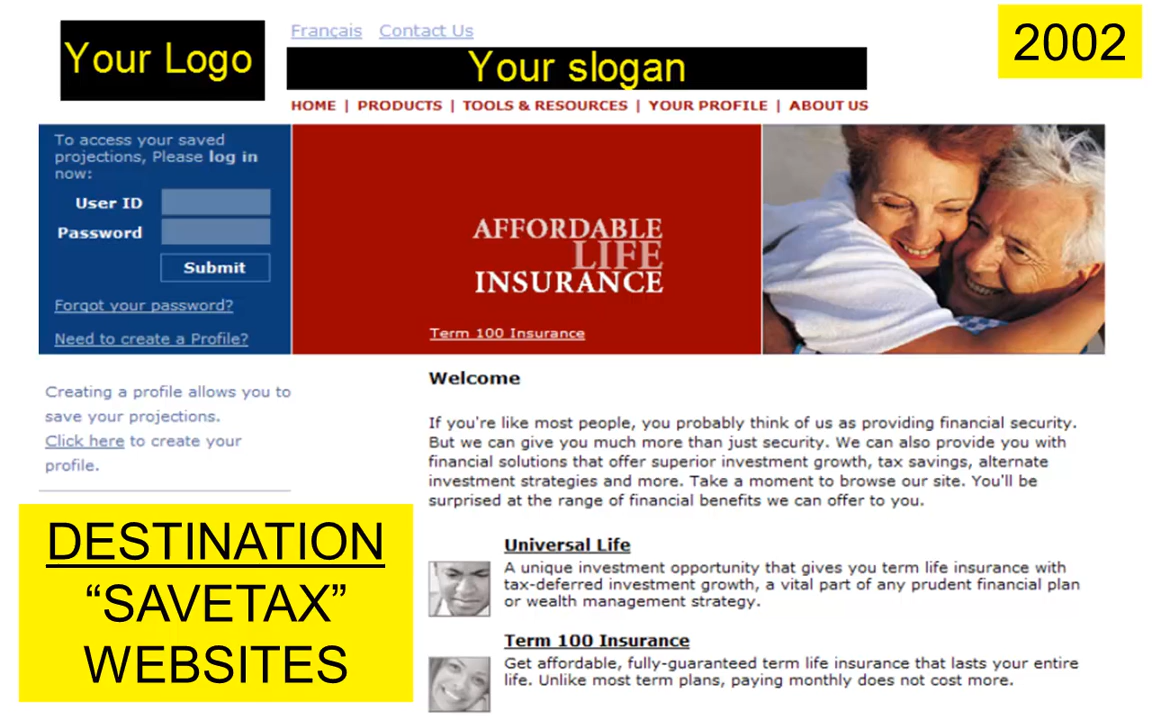 Your Logo
Français Contact Us
Your slogan
2002
HOME | PRODUCTS | TOOLS & RESOURCES | YOUR PROFILE | ABOUT US
To access your saved
projections, Please log in
now:
User ID
Password
Submit
Forgot your password?
Need to create a Profile?
AFFORDABLE
LIFE
INSURANCE
Term 100 Insurance
Creating a profile allows you to
save your projections.
Click here to create your
profile.
DESTINATION
“SAVETAX”
WEBSITES
Welcome
If you're like most people, you probably think of us as providing financial security.
But we can give you much more than just security. We can also provide you with
financial solutions that offer superior investment growth, tax savings, alternate
investment strategies and more. Take a moment to browse our site. You'll be
surprised at the range of financial benefits we can offer to you.
Universal Life
A unique investment opportunity that gives you term life insurance with
tax-deferred investment growth, a vital part of any prudent financial plan
or wealth management strategy.
Term 100 Insurance
Get affordable, fully-guaranteed term life insurance that lasts your entire
life. Unlike most term plans, paying monthly does not cost more.